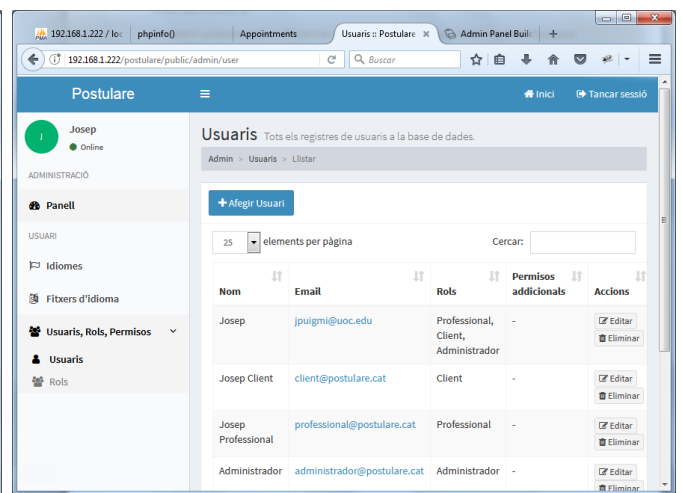 192.168.1.222 / loc
phpinfo()
Appointments
Usuaris :: Postulare
Admin Panel Build
192.168.1.222/postulare/public/admin/user
Buscar
Postulare
Inici
Tancar sessió
J
Josep
Online
ADMINISTRACIÓ
Panell
USUARI
Idiomes
Fitxers d'idioma
Usuaris, Rols, Permisos
Usuaris
Rols
Usuaris Tots els registres de usuaris a la base de dades.
Admin > Usuaris > Llistar
Afegir Usuari
25 elements per pàgina
Cercar:
Nom Email Rols Permisos addicionals Accions
Josep jpuigmi@uoc.edu Professional, Client, Administrador - Editar
Eliminar
Josep Client client@postulare.cat Client - Editar
Eliminar
Josep Professional professional@postulare.cat Professional - Editar
Eliminar
Administrador administrador@postulare.cat Administrador - Editar
Eliminar